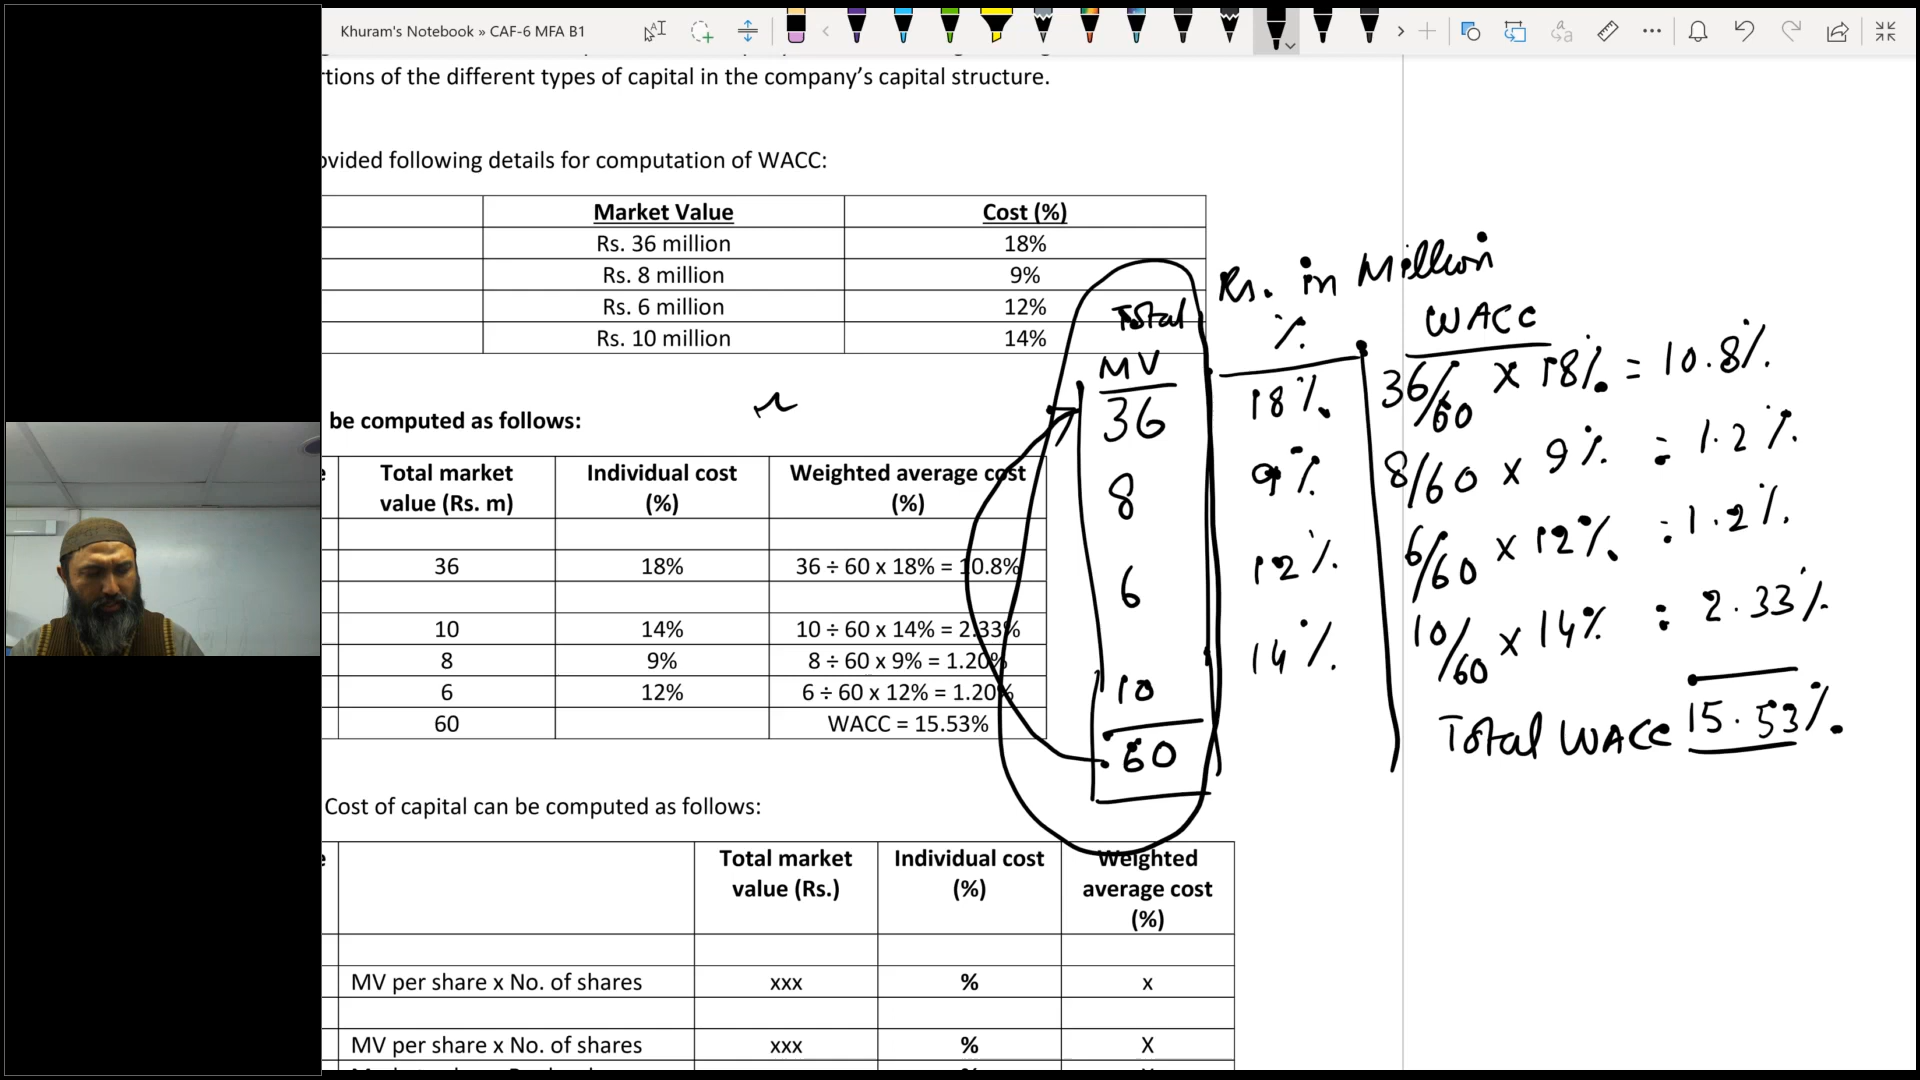 Khuram's Notebook » CAF-6 MFA B1
rtions of the different types of capital in the company's capital structure.
ovided following details for computation of WACC:
Market Value Cost (%)
Rs. 36 million 18%
Rs. 8 million 9%
Rs. 6 million 12%
Rs. 10 million 14%
be computed as follows:
e Total market value (Rs. m) Individual cost (%) Weighted average cost (%)
36 18% 36 ÷ 60 x 18% = 10.8%
10 14% 10 ÷ 60 x 14% = 2.33%
8 9% 8 ÷ 60 x 9% = 1.20%
6 12% 6 ÷ 60 x 12% = 1.20%
60 WACC = 15.53%
Rs. in Million
Total MV % WACC
36 18% 36/60 x 18% = 10.8%
8 9% 8/60 x 9% = 1.2%
6 12% 6/60 x 12% = 1.2%
10 14% 10/60 x 14% = 2.33%
60 Total WACC 15.53%
Cost of capital can be computed as follows:
e Total market value (Rs.) Individual cost (%) Weighted average cost (%)
MV per share x No. of shares xxx % x
MV per share x No. of shares xxx % X